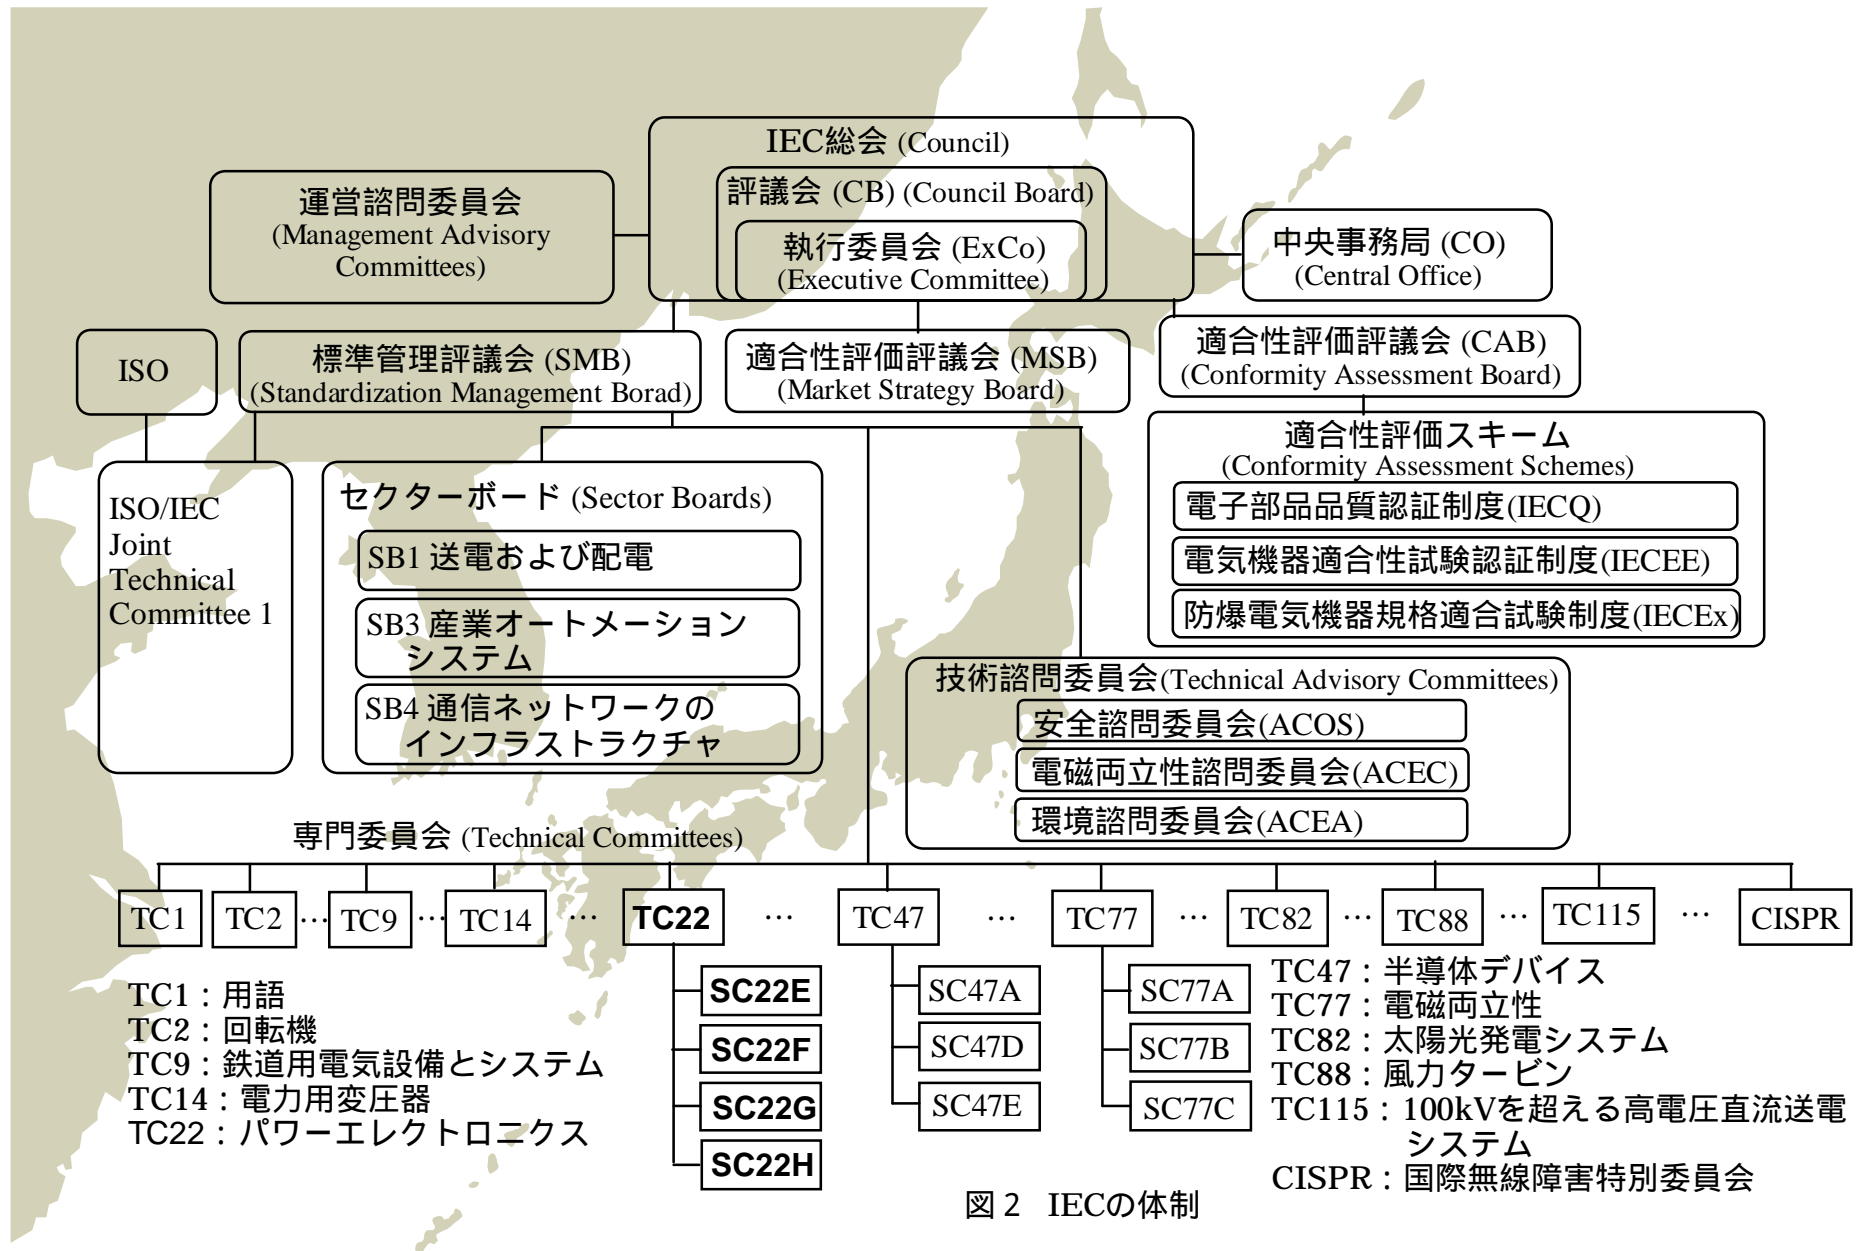 IEC総会 (Council)
評議会 (CB) (Council Board)
執行委員会 (ExCo)
(Executive Committee)
運営諮問委員会
(Management Advisory
Committees)
中央事務局 (CO)
(Central Office)
ISO
標準管理評議会 (SMB)
(Standardization Management Borad)
適合性評価評議会 (MSB)
(Market Strategy Board)
適合性評価評議会 (CAB)
(Conformity Assessment Board)
適合性評価スキーム
(Conformity Assessment Schemes)
電子部品品質認証制度(IECQ)
電気機器適合性試験認証制度(IECEE)
防爆電気機器規格適合試験制度(IECEx)
ISO/IEC
Joint
Technical
Committee 1
セクターボード (Sector Boards)
SB1 送電および配電
SB3 産業オートメーション
システム
SB4 通信ネットワークの
インフラストラクチャ
技術諮問委員会(Technical Advisory Committees)
安全諮問委員会(ACOS)
電磁両立性諮問委員会(ACEC)
環境諮問委員会(ACEA)
専門委員会 (Technical Committees)
TC1 TC2 … TC9 … TC14 … TC22 … TC47 … TC77 … TC82 … TC88 … TC115 … CISPR
SC22E
SC22F
SC22G
SC22H
SC47A
SC47D
SC47E
SC77A
SC77B
SC77C
TC1：用語
TC2：回転機
TC9：鉄道用電気設備とシステム
TC14：電力用変圧器
TC22：パワーエレクトロニクス
TC47：半導体デバイス
TC77：電磁両立性
TC82：太陽光発電システム
TC88：風力タービン
TC115：100kVを超える高電圧直流送電
システム
CISPR：国際無線障害特別委員会
図２ IECの体制